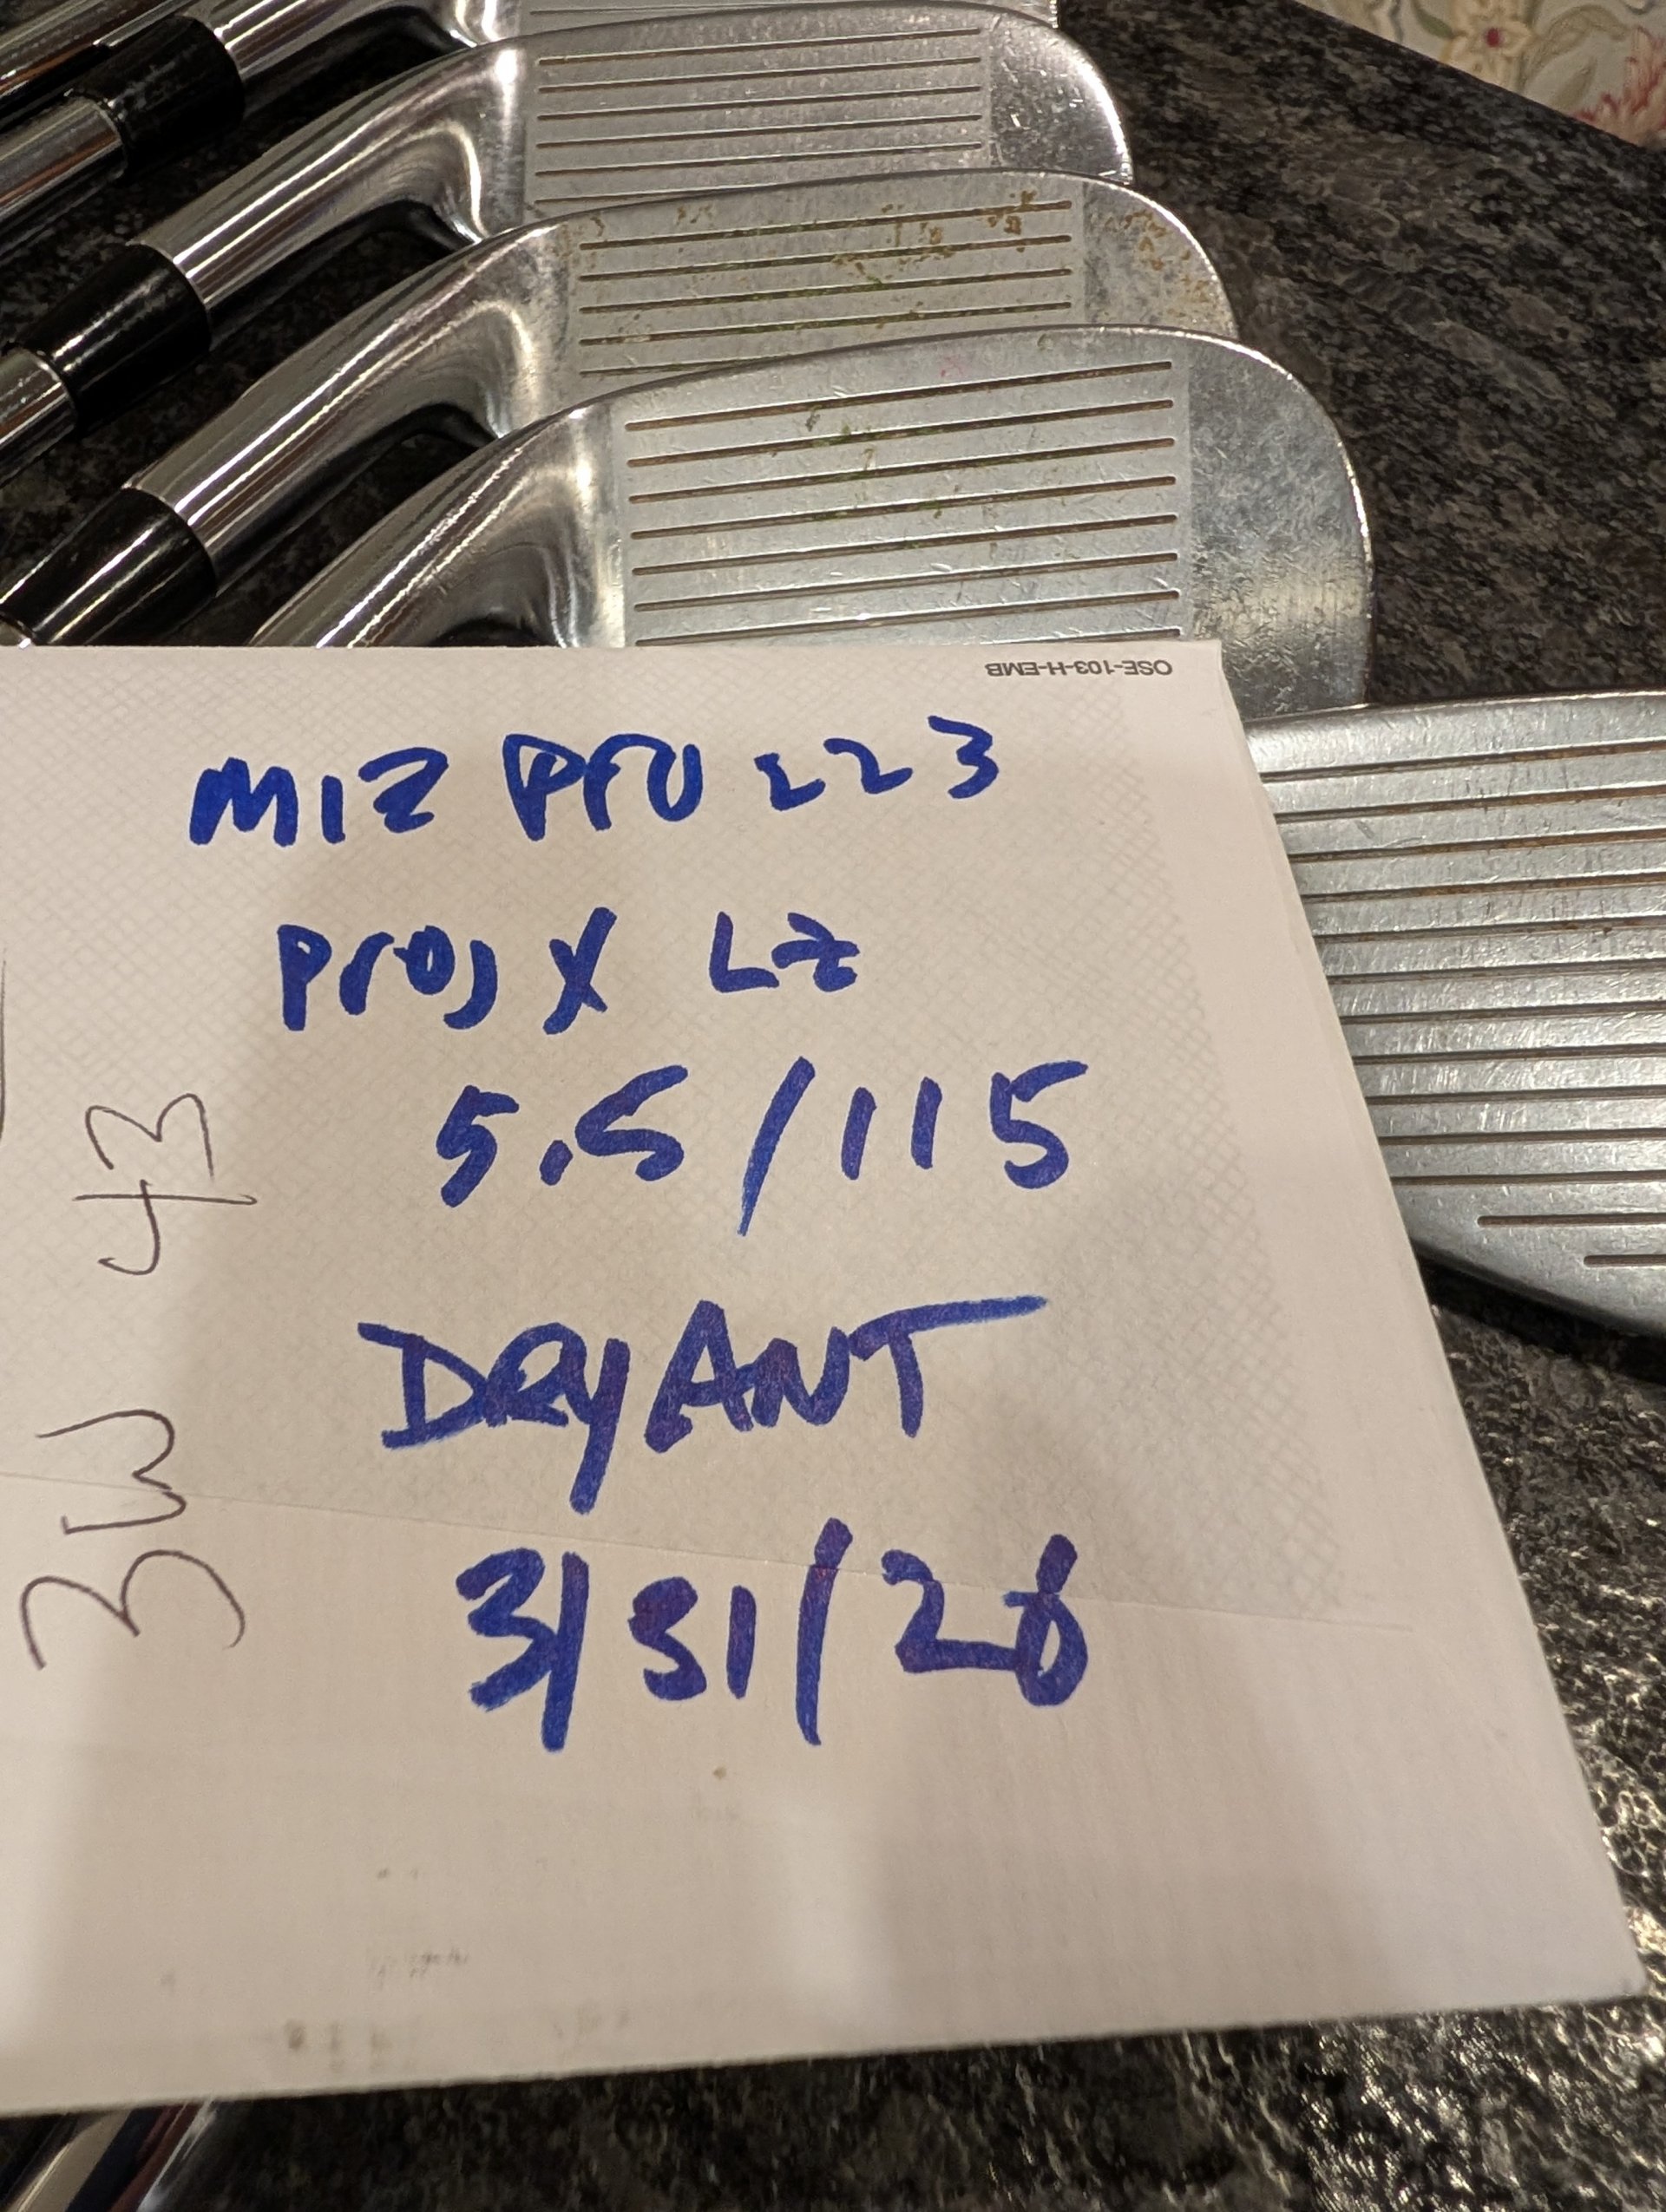 OSE-103-H-EMB
MIZ Pro 223
Proj X LZ
5.5/115
DRyANT
3/31/26
3W 43